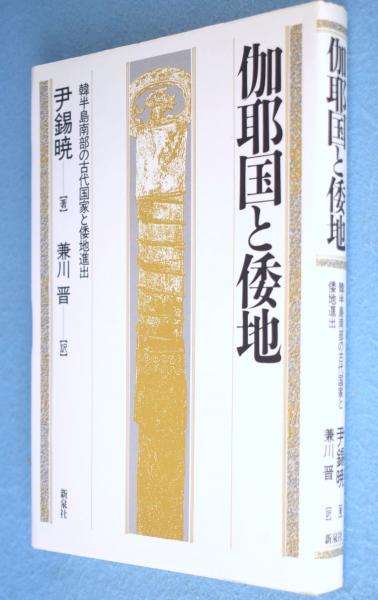 伽耶国と倭地
韓半島南部の古代国家と倭地進出
尹錫暁 [著]
兼川晋 [訳]
新泉社
伽耶国と倭地
韓半島南部の古代国家と
倭地進出
尹錫暁 [著]
兼川晋 [訳]
新泉社